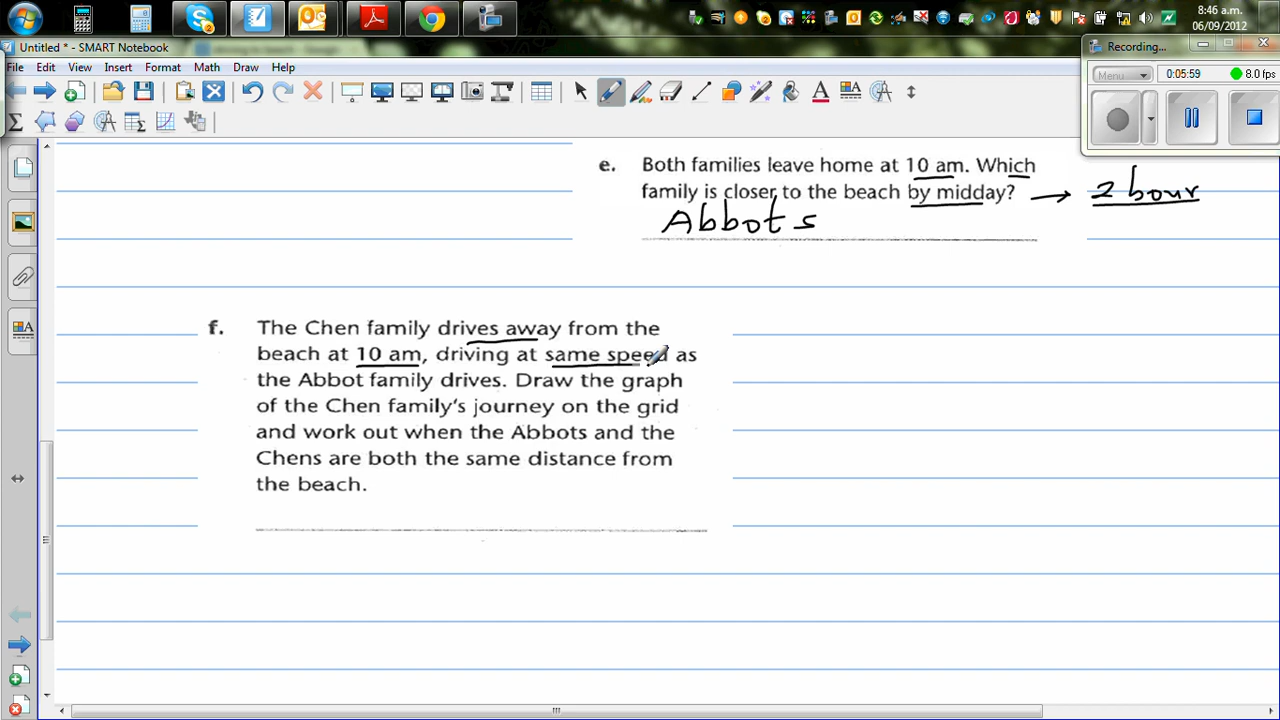 8:46 a.m.
06/09/2012
Untitled * - SMART Notebook
Recording...
File Edit View Insert Format Math Draw Help
Menu 0:05:59 8.0 fps
e. Both families leave home at 10 am. Which
family is closer to the beach by midday? → 2 hour
Abbots
f. The Chen family drives away from the
beach at 10 am, driving at same speed as
the Abbot family drives. Draw the graph
of the Chen family's journey on the grid
and work out when the Abbots and the
Chens are both the same distance from
the beach.